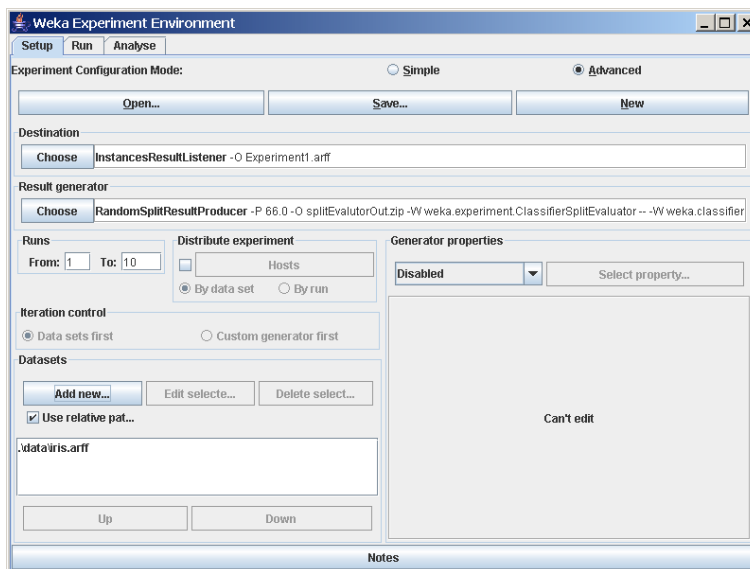 Weka Experiment Environment
Setup Run Analyse
Experiment Configuration Mode: Simple Advanced
Open... Save... New
Destination
Choose InstancesResultListener -O Experiment1.arff
Result generator
Choose RandomSplitResultProducer -P 66.0 -O splitEvalutorOut.zip -W weka.experiment.ClassifierSplitEvaluator -- -W weka.classifier
Runs
From: 1 To: 10
Distribute experiment
Hosts
By data set By run
Generator properties
Disabled Select property...
Iteration control
Data sets first Custom generator first
Datasets
Add new... Edit selecte... Delete select...
Use relative pat...
.\data\iris.arff
Can't edit
Up Down
Notes